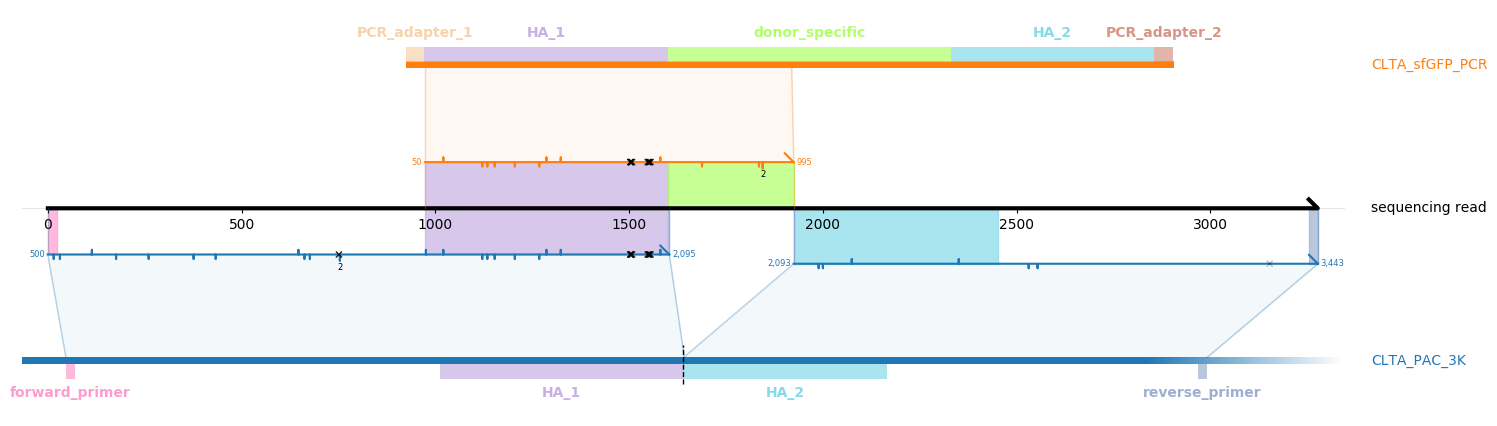 PCR_adapter_1 HA_1 donor_specific HA_2 PCR_adapter_2
CLTA_sfGFP_PCR
50 995
2
0 500 1000 1500 2000 2500 3000 sequencing read
500 2,095
2
2,093 3,443
CLTA_PAC_3K
forward_primer HA_1 HA_2 reverse_primer